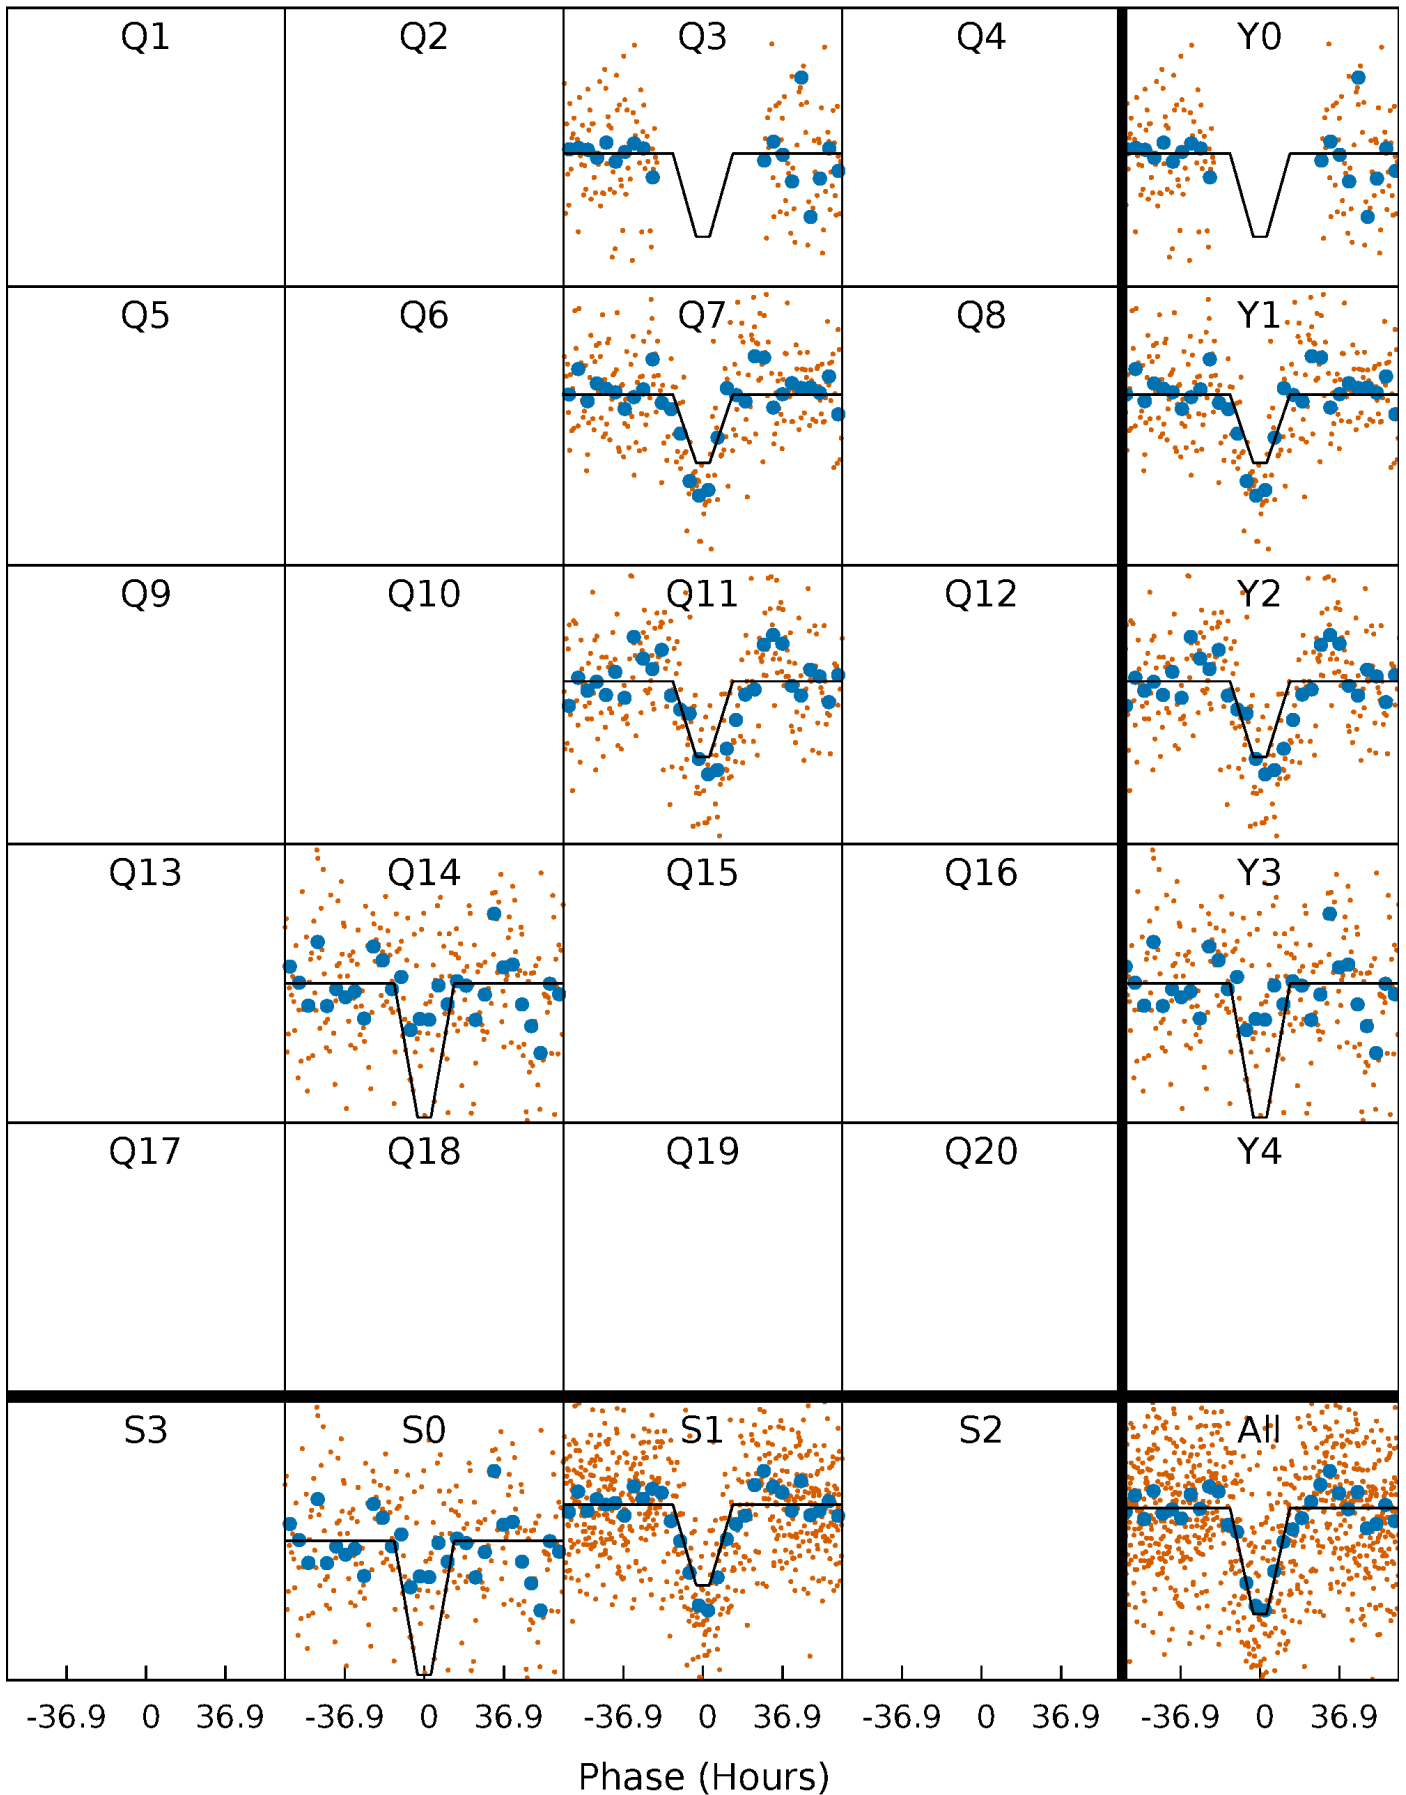 Q1 Q2 Q3 Q4 Y0
Q5 Q6 Q7 Q8 Y1
Q9 Q10 Q11 Q12 Y2
Q13 Q14 Q15 Q16 Y3
Q17 Q18 Q19 Q20 Y4
S3 S0 S1 S2 All
-36.9 0 36.9 -36.9 0 36.9 -36.9 0 36.9 -36.9 0 36.9 -36.9 0 36.9
Phase (Hours)